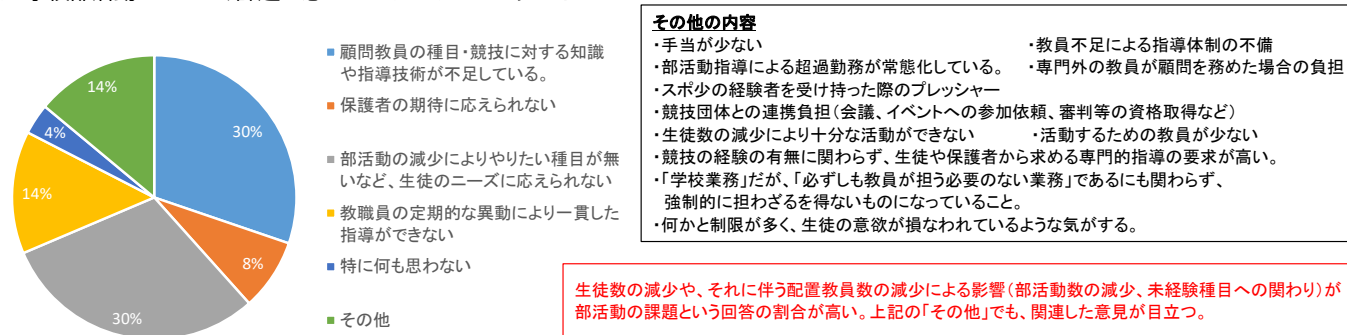 30%
8%
30%
14%
4%
14%
顧問教員の種目・競技に対する知識
や指導技術が不足している。
保護者の期待に応えられない
部活動の減少によりやりたい種目が無
いなど、生徒のニーズに応えられない
教職員の定期的な異動により一貫した
指導ができない
特に何も思わない
その他
その他の内容
・手当が少ない ・教員不足による指導体制の不備
・部活動指導による超過勤務が常態化している。 ・専門外の教員が顧問を務めた場合の負担
・スポ少の経験者を受け持った際のプレッシャー
・競技団体との連携負担(会議、イベントへの参加依頼、審判等の資格取得など)
・生徒数の減少により十分な活動ができない ・活動するための教員が少ない
・競技の経験の有無に関わらず、生徒や保護者から求める専門的指導の要求が高い。
・「学校業務」だが、「必ずしも教員が担う必要のない業務」であるにも関わらず、
強制的に担わざるを得ないものになっていること。
・何かと制限が多く、生徒の意欲が損なわれているような気がする。
生徒数の減少や、それに伴う配置教員数の減少による影響(部活動数の減少、未経験種目への関わり)が
部活動の課題という回答の割合が高い。上記の「その他」でも、関連した意見が目立つ。